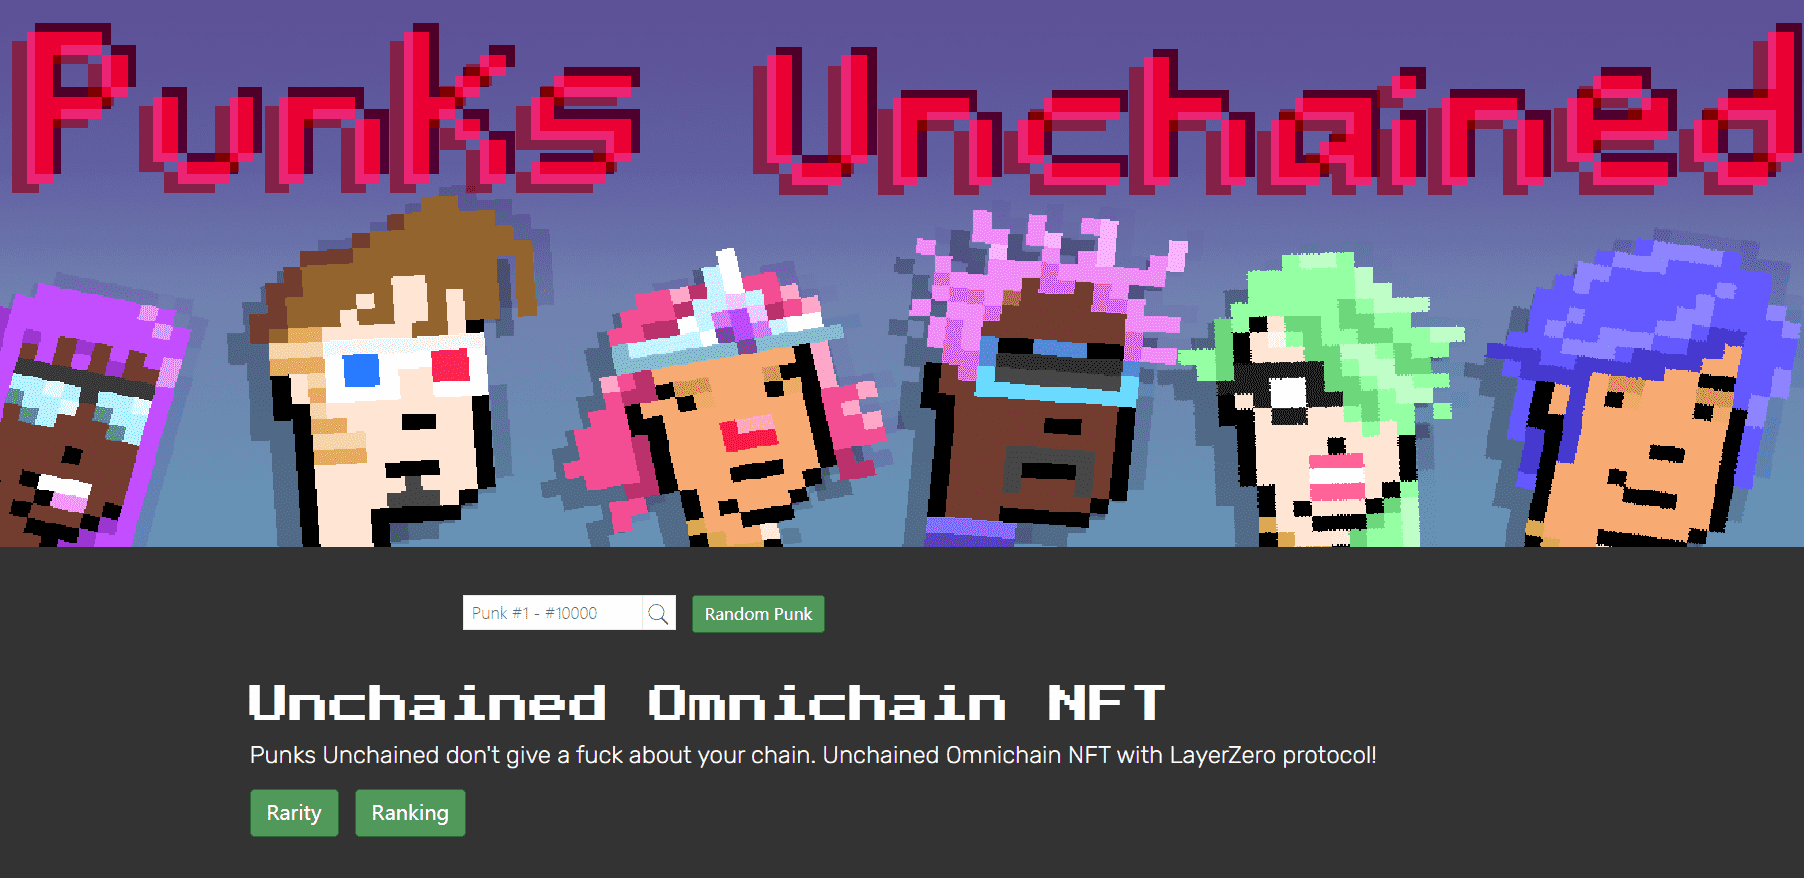 Punks Unchained
Punk #1 - #10000
Random Punk
Unchained Omnichain NFT
Punks Unchained don't give a fuck about your chain. Unchained Omnichain NFT with LayerZero protocol!
Rarity
Ranking